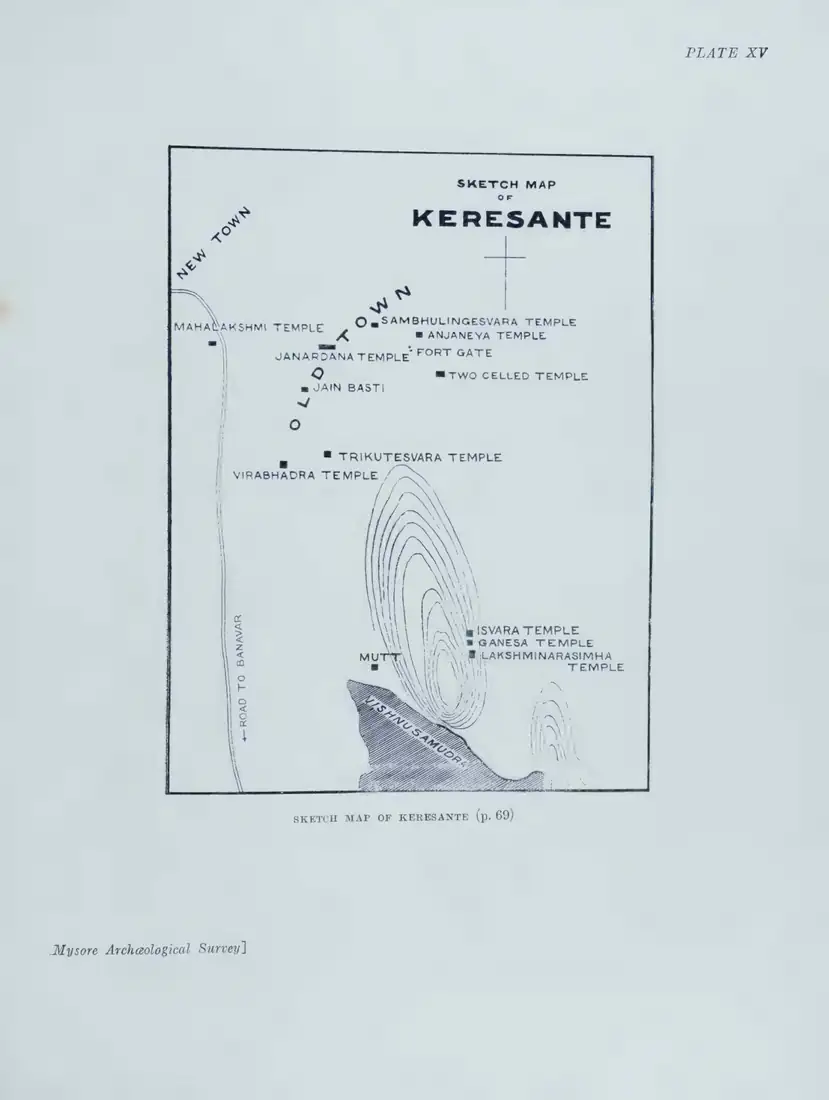 PLATE XV
SKETCH MAP
OF
KERESANTE
NEW TOWN
OLD TOWN
SAMBHULINGESVARA TEMPLE
MAHALAKSHMI TEMPLE
ANJANEYA TEMPLE
JANARDANA TEMPLE
FORT GATE
TWO CELLED TEMPLE
JAIN BASTI
TRIKUTESVARA TEMPLE
VIRABHADRA TEMPLE
ISVARA TEMPLE
GANESA TEMPLE
LAKSHMINARASIMHA
TEMPLE
MUTT
ROAD TO BANAVAR
VISHNUSAMUDRA
SKETCH MAP OF KERESANTE (p. 69)
Mysore Archæological Survey]